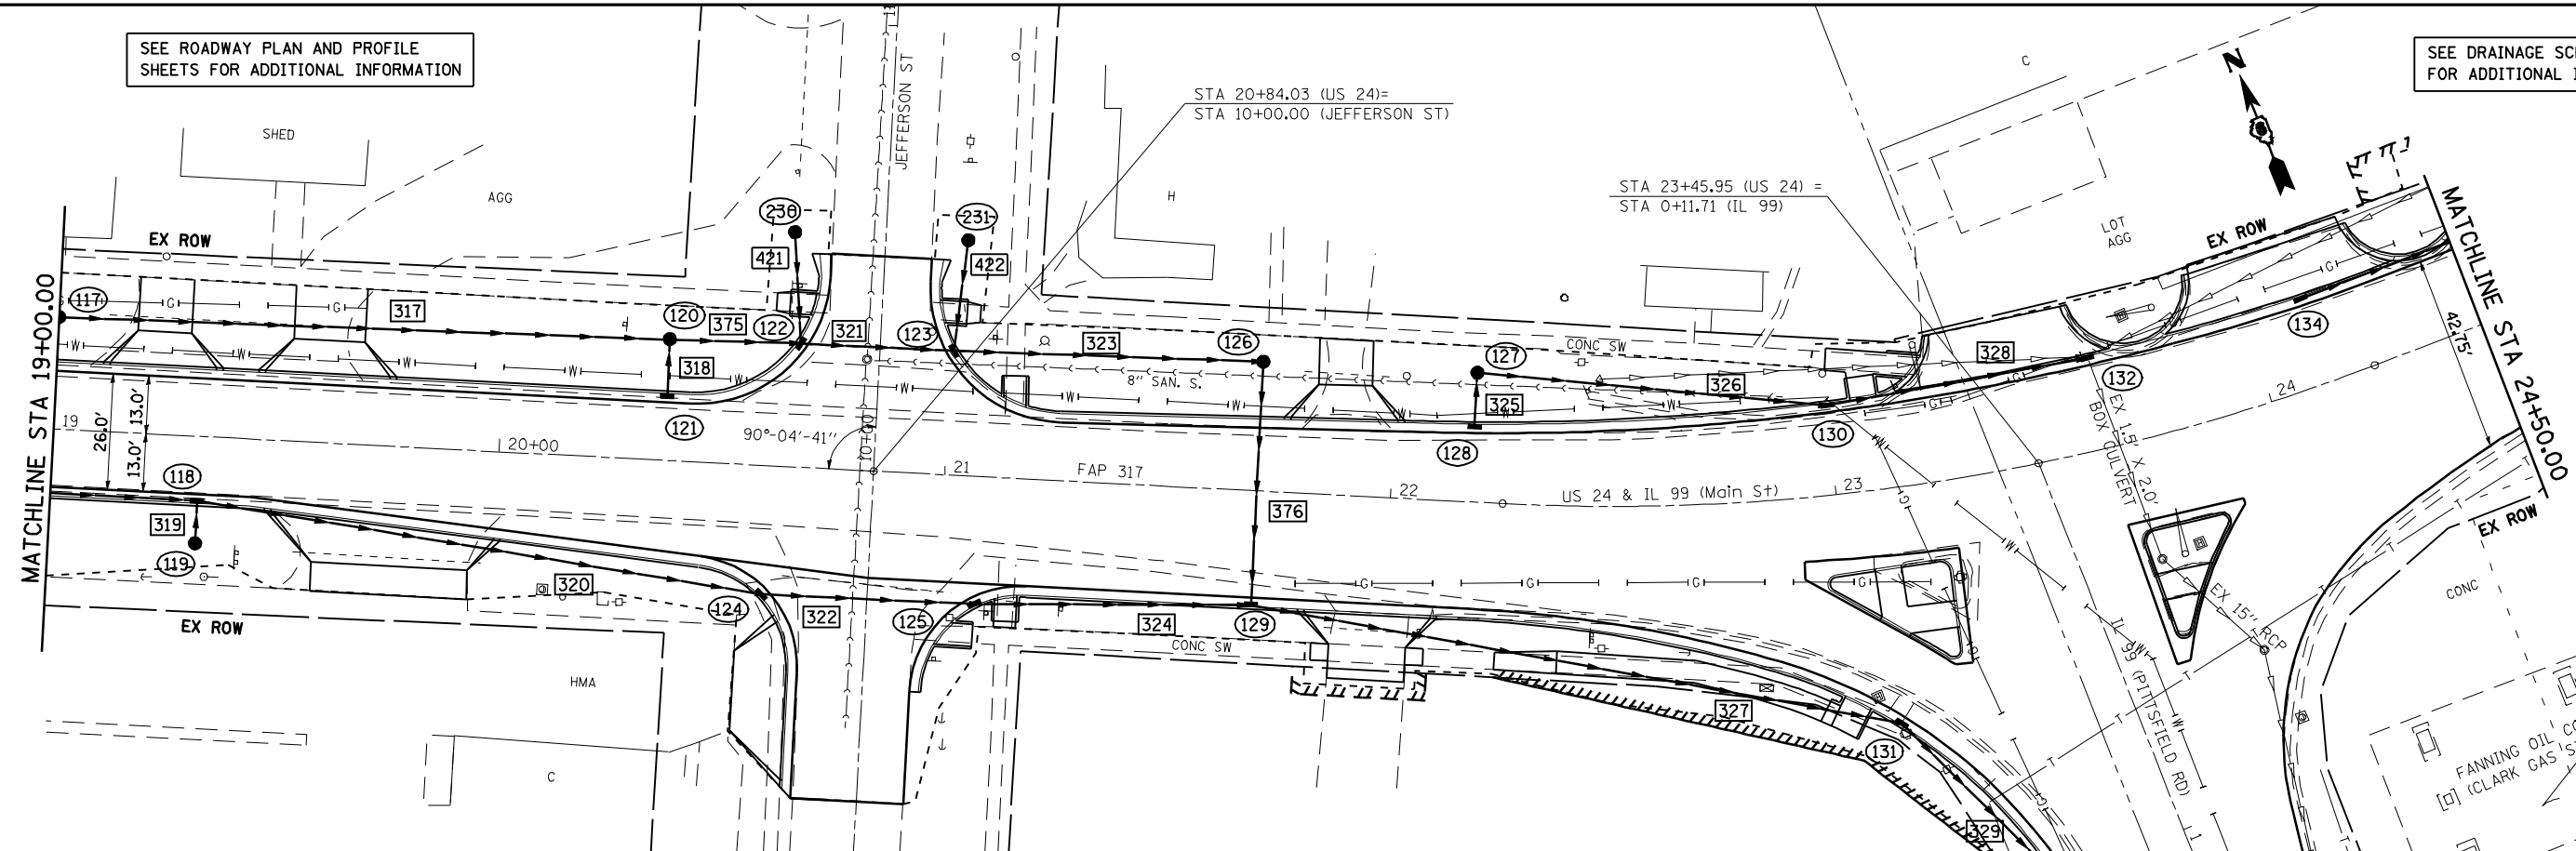 SEE ROADWAY PLAN AND PROFILE
SHEETS FOR ADDITIONAL INFORMATION
SEE DRAINAGE
FOR ADDITIONAL
N
SHED
AGG
H
C
LOT
AGG
JEFFERSON ST
STA 20+84.03 (US 24)=
STA 10+00.00 (JEFFERSON ST)
STA 23+45.95 (US 24) =
STA 0+11.71 (IL 99)
EX ROW
EX ROW
MATCHLINE STA 19+00.00
MATCHLINE STA 24+50.00
117
317
120
375
122
321
123
323
126
127
326
328
132
134
230
231
421
422
318
121
325
128
130
8" SAN. S.
CONC SW
42.75'
19
26.0'
13.0'
13.0'
20+00
90°-04'-41"
10+00
21
FAP 317
22
US 24 & IL 99 (Main St)
23
24
EX 1.5' X 2.0'
BOX CULVERT
118
319
119
320
124
322
125
324
129
376
327
131
329
EX ROW
EX ROW
CONC SW
HMA
C
EX 15" RCP
IL 99 (PITTSFIELD RD)
1
CONC
FANNING OIL
(CLARK GAS
G
G
G
G
G
G
G
G
G
G
W
W
W
W
W
W
W
W
W
W
W
W
W
T
T
T